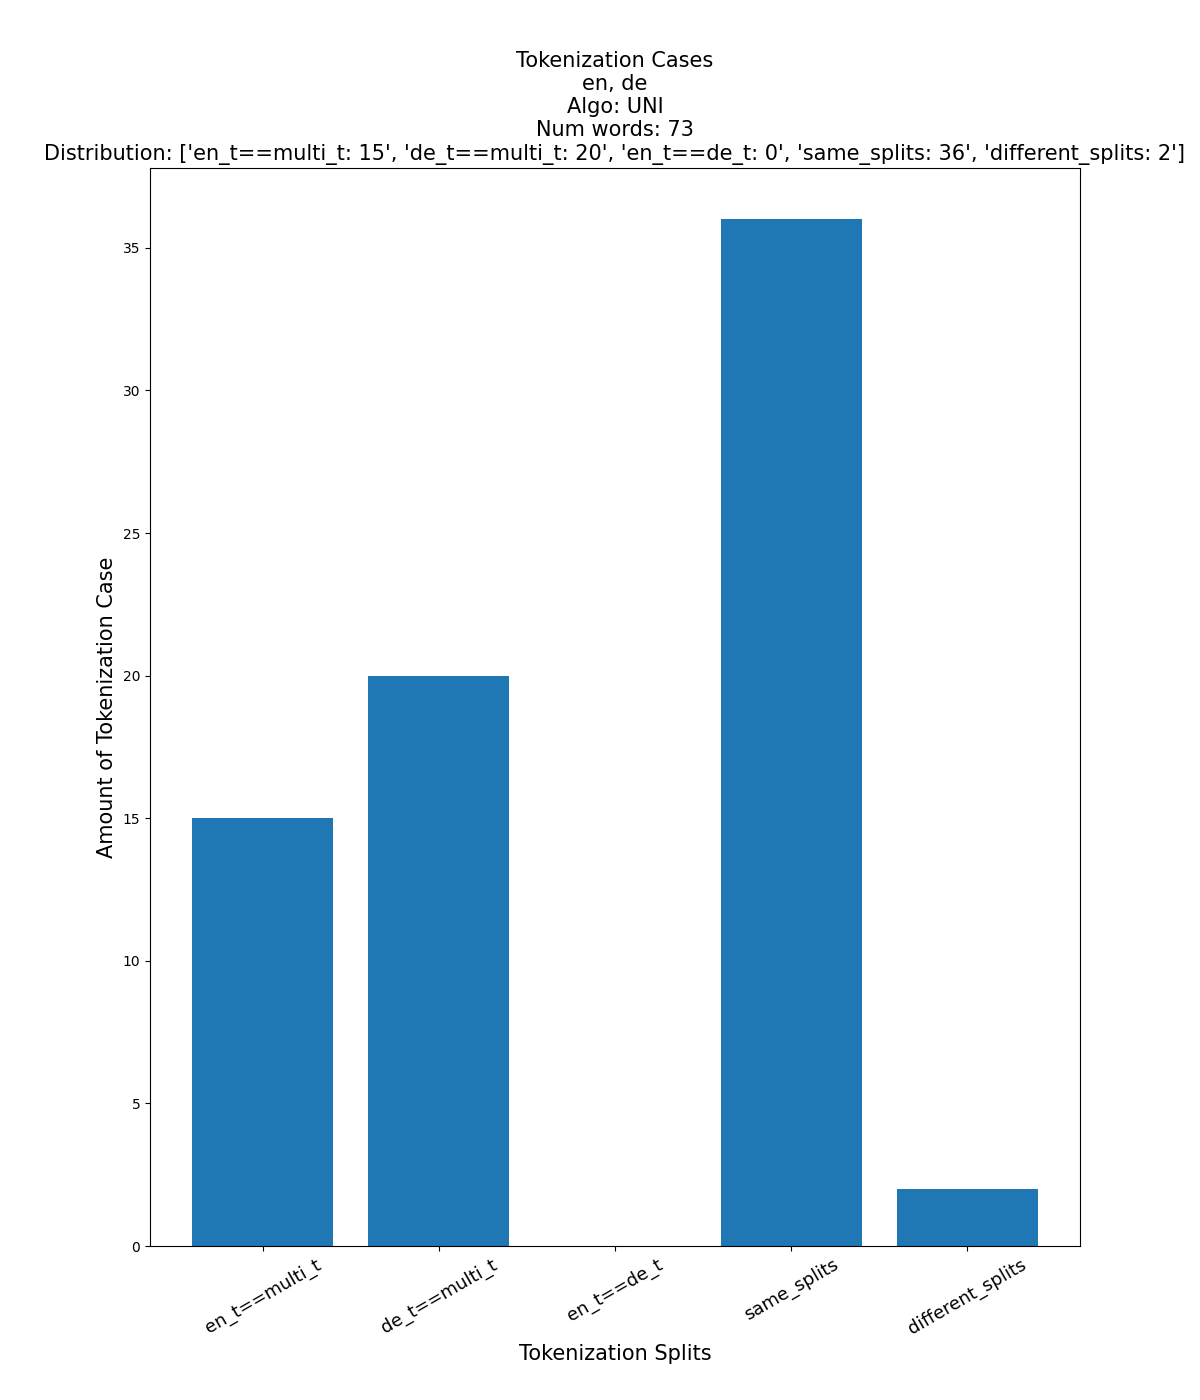 Tokenization Cases
en, de
Algo: UNI
Num words: 73
Distribution: ['en_t==multi_t: 15', 'de_t==multi_t: 20', 'en_t==de_t: 0', 'same_splits: 36', 'different_splits: 2']
Amount of Tokenization Case
35
30
25
20
15
10
5
0
en_t==multi_t
de_t==multi_t
en_t==de_t
same_splits
different_splits
Tokenization Splits